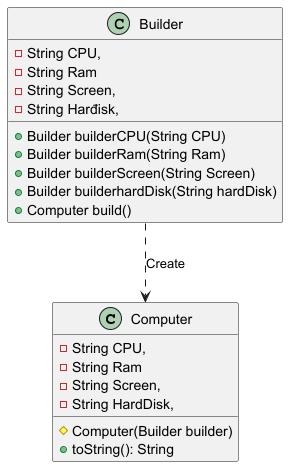 C Builder
String CPU,
String Ram
String Screen,
String Harđisk,
Builder builderCPU(String CPU)
Builder builderRam(String Ram)
Builder builderScreen(String Screen)
Builder builderhardDisk(String hardDisk)
Computer build()
Create
C Computer
String CPU,
String Ram
String Screen,
String HardDisk,
Computer(Builder builder)
toString(): String